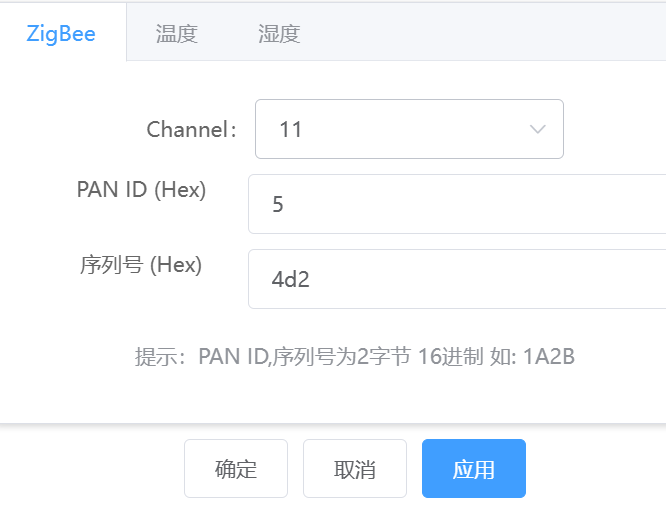 ZigBee 温度 湿度
Channel: 11
PAN ID (Hex) 5
序列号 (Hex) 4d2
提示：PAN ID,序列号为2字节 16进制 如: 1A2B
确定 取消 应用